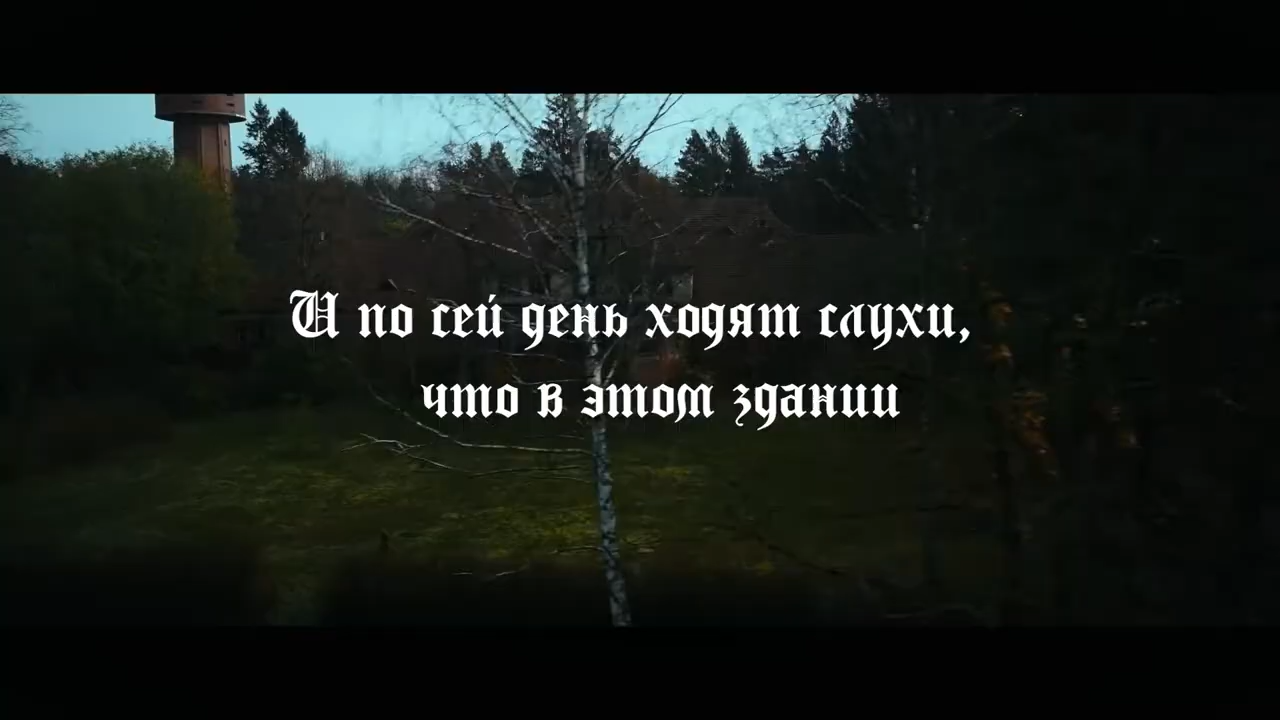 И по сей день ходят слухи,
что в этом здании